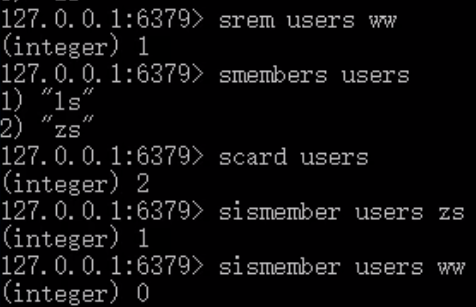 127.0.0.1:6379> srem users ww
(integer) 1
127.0.0.1:6379> smembers users
1) "ls"
2) "zs"
127.0.0.1:6379> scard users
(integer) 2
127.0.0.1:6379> sismember users zs
(integer) 1
127.0.0.1:6379> sismember users ww
(integer) 0